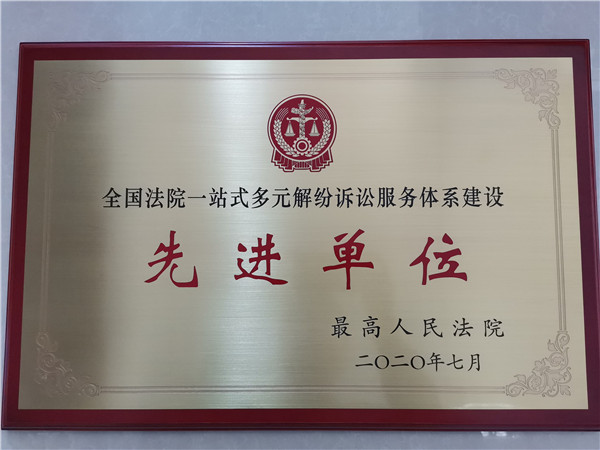 全国法院一站式多元解纷诉讼服务体系建设
先进单位
最高人民法院
二〇二〇年七月